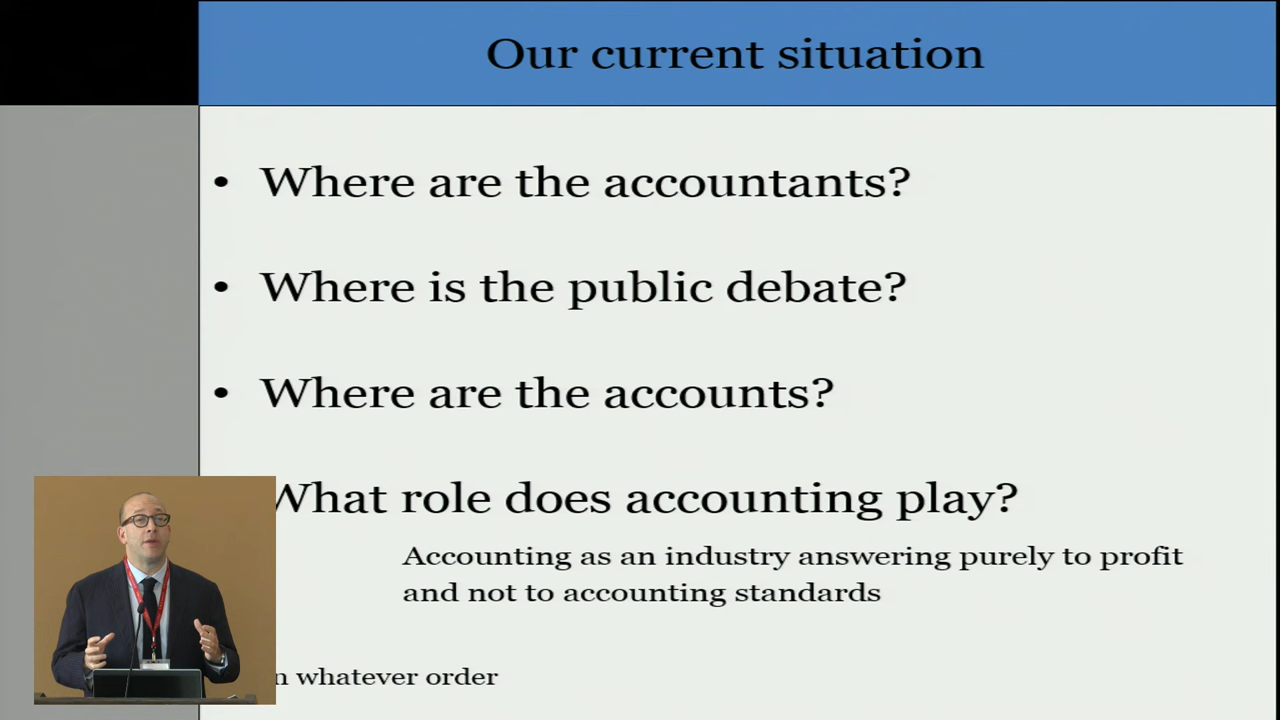 Our current situation
• Where are the accountants?
• Where is the public debate?
• Where are the accounts?
What role does accounting play?
Accounting as an industry answering purely to profit
and not to accounting standards
whatever order